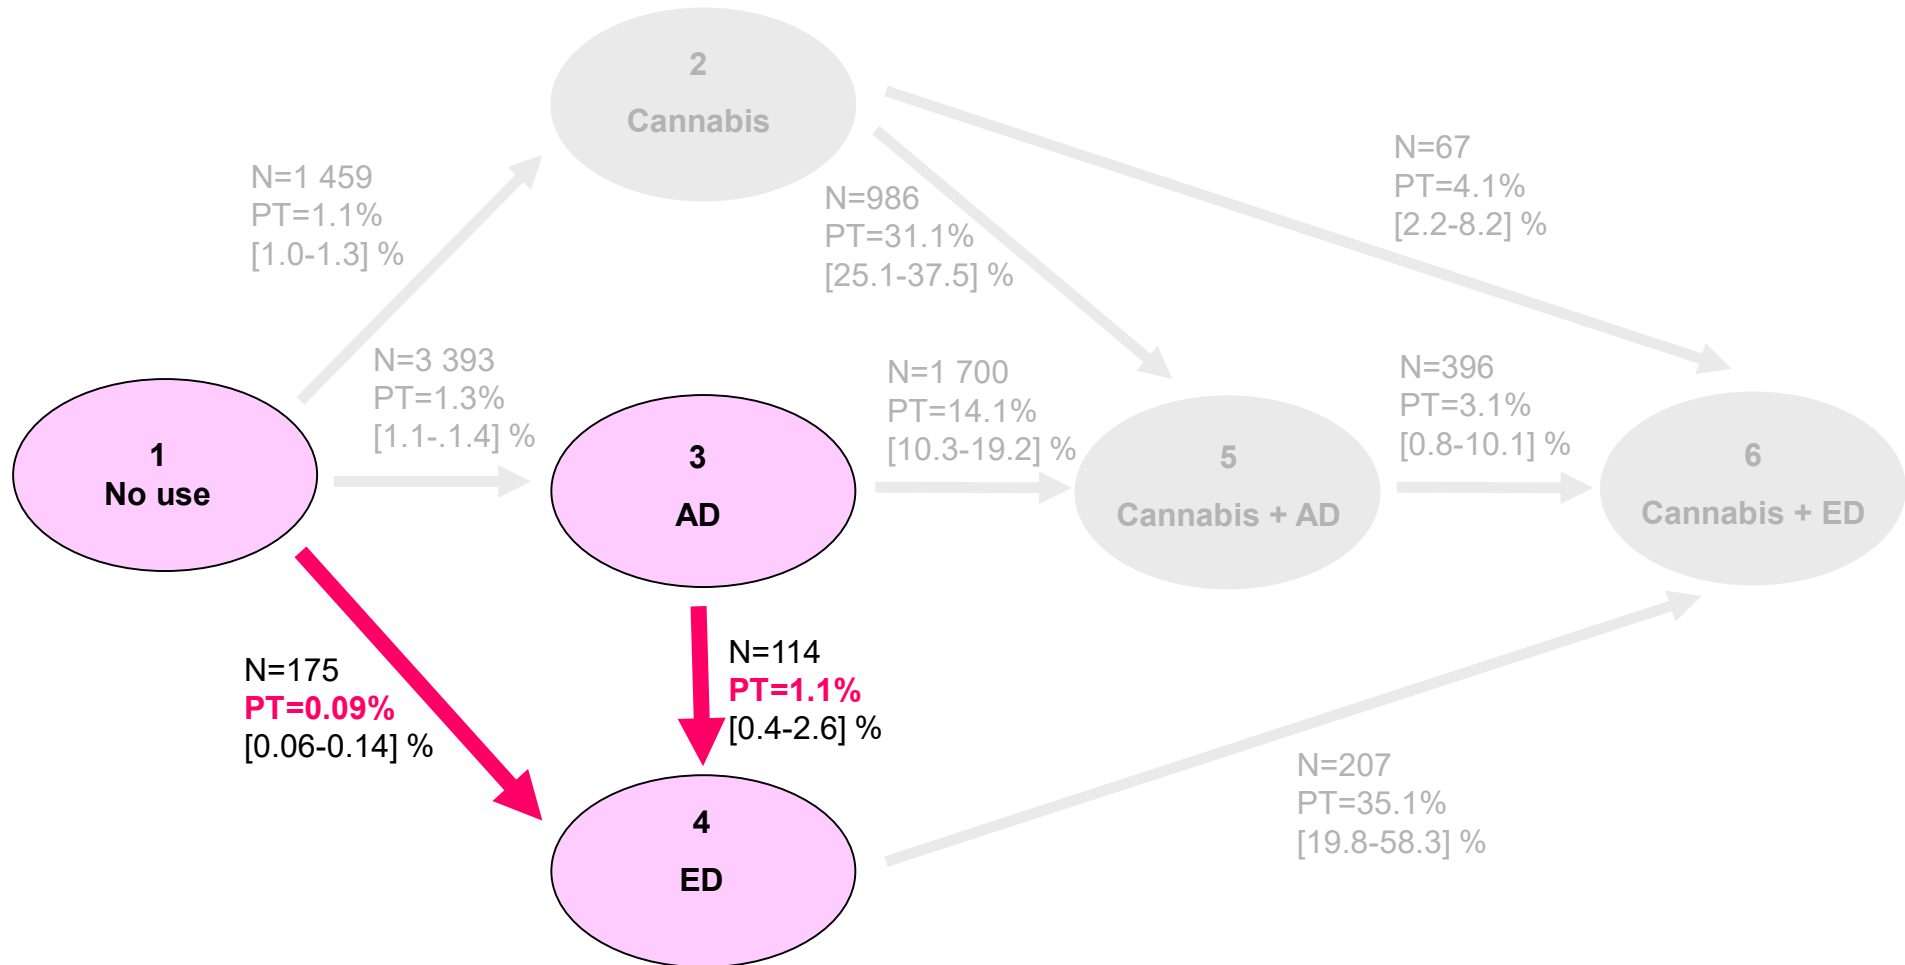 2
Cannabis
N=1 459
PT=1.1%
[1.0-1.3] %
N=986
PT=31.1%
[25.1-37.5] %
N=67
PT=4.1%
[2.2-8.2] %
N=3 393
PT=1.3%
[1.1-.1.4] %
N=1 700
PT=14.1%
[10.3-19.2] %
N=396
PT=3.1%
[0.8-10.1] %
1
No use
3
AD
5
Cannabis + AD
6
Cannabis + ED
N=175
PT=0.09%
[0.06-0.14] %
N=114
PT=1.1%
[0.4-2.6] %
4
ED
N=207
PT=35.1%
[19.8-58.3] %